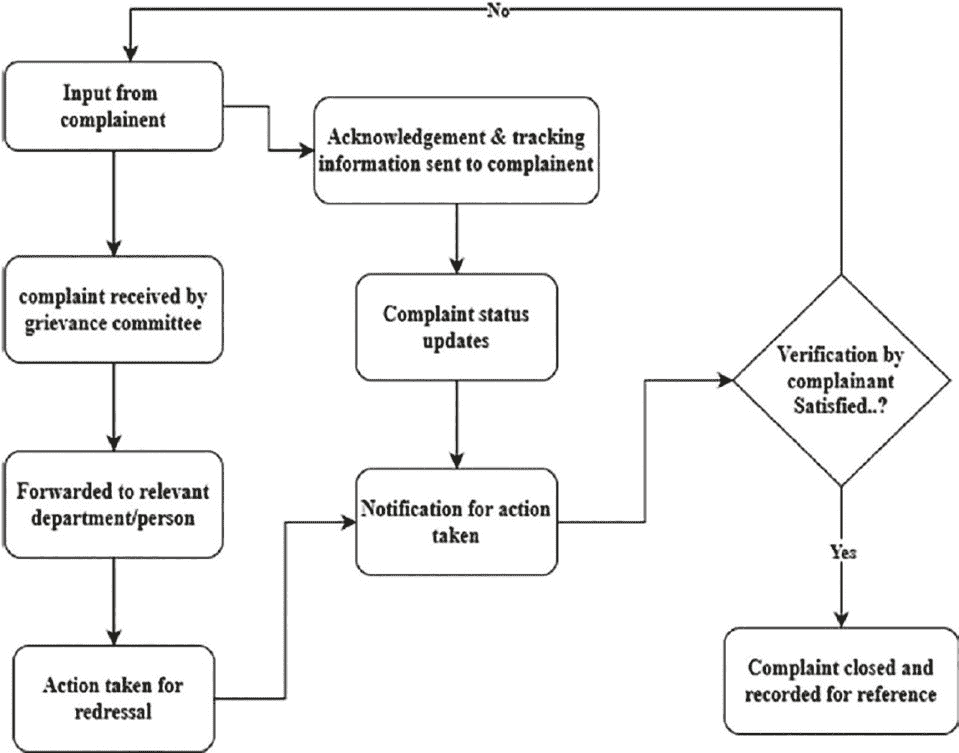 No
Input from
complainent
Acknowledgement & tracking
information sent to complainent
complaint received by
grievance committee
Complaint status
updates
Verification by
complainant
Satisfied..?
Forwarded to relevant
department/person
Notification for action
taken
Yes
Action taken for
redressal
Complaint closed and
recorded for reference